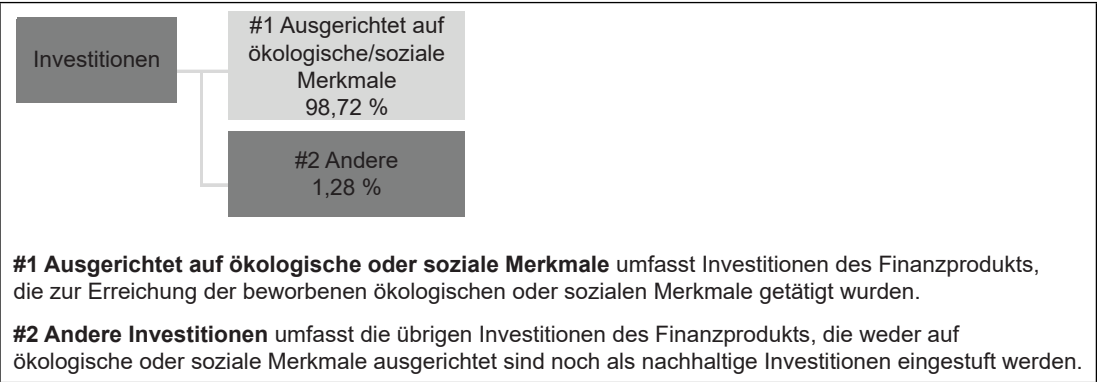 Investitionen
#1 Ausgerichtet auf
ökologische/soziale
Merkmale
98,72 %
#2 Andere
1,28 %
#1 Ausgerichtet auf ökologische oder soziale Merkmale umfasst Investitionen des Finanzprodukts,
die zur Erreichung der beworbenen ökologischen oder sozialen Merkmale getätigt wurden.
#2 Andere Investitionen umfasst die übrigen Investitionen des Finanzprodukts, die weder auf
ökologische oder soziale Merkmale ausgerichtet sind noch als nachhaltige Investitionen eingestuft werden.